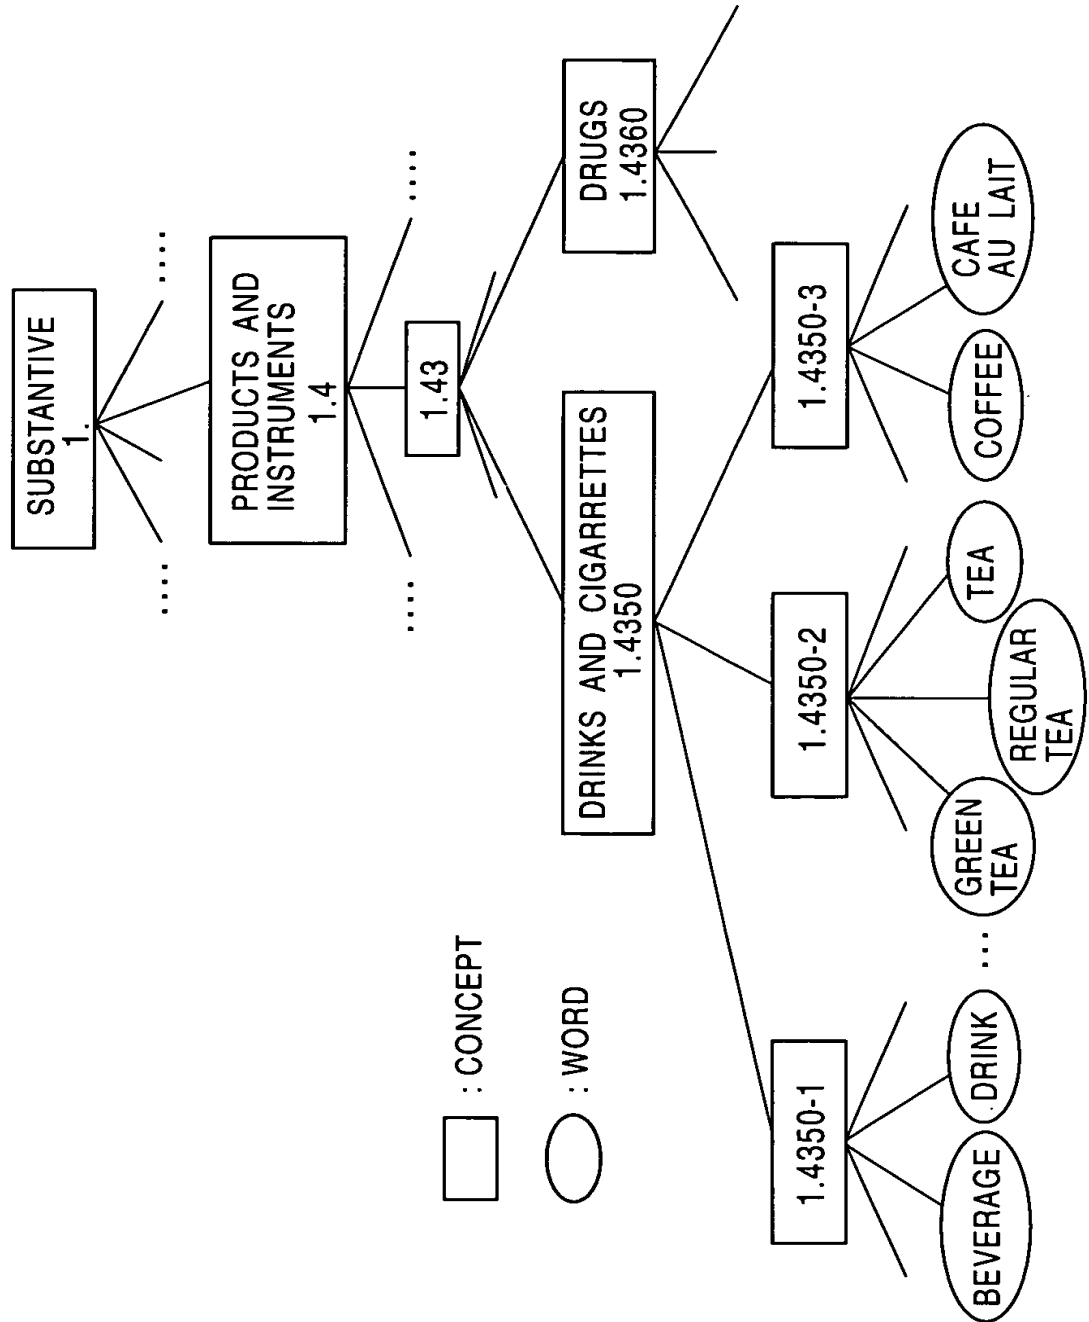 SUBSTANTIVE
1.
....
....
PRODUCTS AND
INSTRUMENTS
1.4
....
....
1.43
: CONCEPT
: WORD
DRINKS AND CIGARRETTES
1.4350
DRUGS
1.4360
1.4350-1
1.4350-2
1.4350-3
BEVERAGE
DRINK
...
GREEN
TEA
REGULAR
TEA
TEA
COFFEE
CAFE
AU LAIT